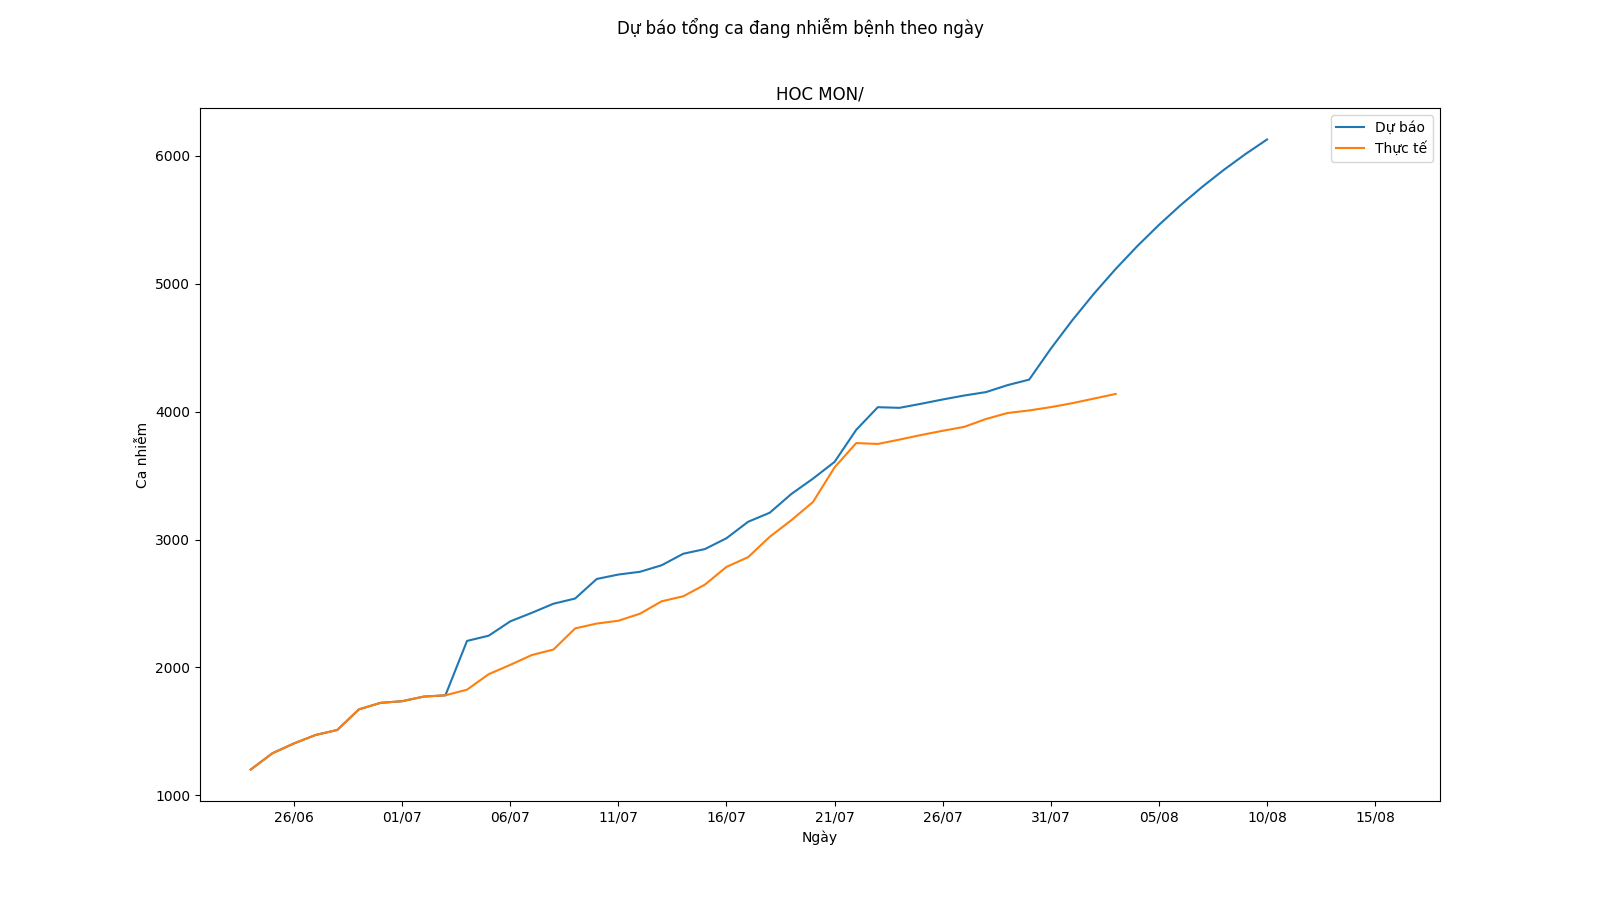 Dự báo tổng ca đang nhiễm bệnh theo ngày
HOC MON/
Dự báo
Thực tế
6000
5000
4000
3000
2000
1000
Ca nhiễm
26/06 01/07 06/07 11/07 16/07 21/07 26/07 31/07 05/08 10/08 15/08
Ngày